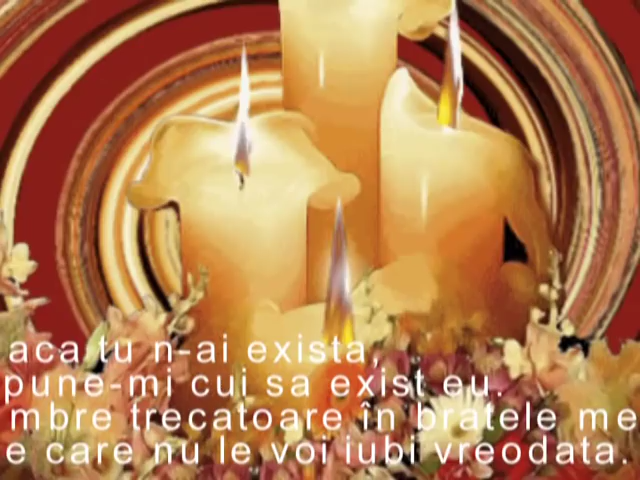 aca tu n-ai exista,
pune-mi cui sa exist eu.
mbre trecatoare în bratele me
e care nu le voi iubi vreodata.